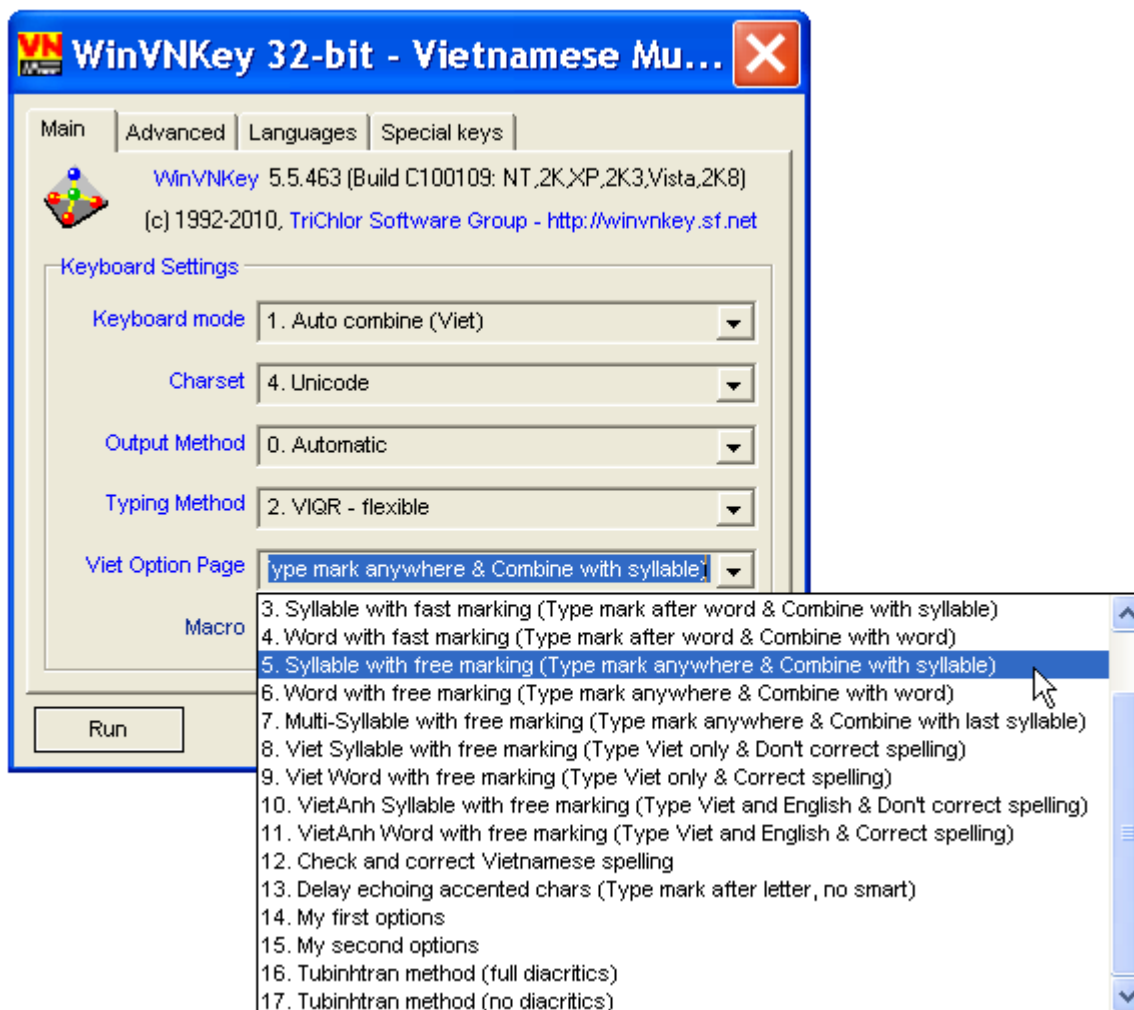 WinVNKey 32-bit - Vietnamese Mu...
Main Advanced Languages Special keys
WinVNKey 5.5.463 (Build C100109: NT,2K,XP,2K3,Vista,2K8)
(c) 1992-2010, TriChlor Software Group - http://winvnkey.sf.net
Keyboard Settings
Keyboard mode 1. Auto combine (Viet)
Charset 4. Unicode
Output Method 0. Automatic
Typing Method 2. VIQR - flexible
Viet Option Page Type mark anywhere & Combine with syllable)
Macro
Run
3. Syllable with fast marking (Type mark after word & Combine with syllable)
4. Word with fast marking (Type mark after word & Combine with word)
5. Syllable with free marking (Type mark anywhere & Combine with syllable)
6. Word with free marking (Type mark anywhere & Combine with word)
7. Multi-Syllable with free marking (Type mark anywhere & Combine with last syllable)
8. Viet Syllable with free marking (Type Viet only & Don't correct spelling)
9. Viet Word with free marking (Type Viet only & Correct spelling)
10. VietAnh Syllable with free marking (Type Viet and English & Don't correct spelling)
11. VietAnh Word with free marking (Type Viet and English & Correct spelling)
12. Check and correct Vietnamese spelling
13. Delay echoing accented chars (Type mark after letter, no smart)
14. My first options
15. My second options
16. Tubinhtran method (full diacritics)
17. Tubinhtran method (no diacritics)